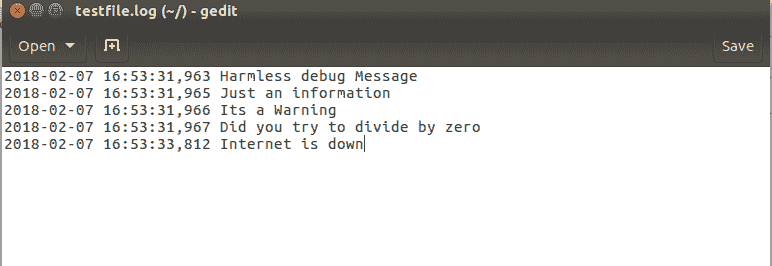 testfile.log (~/) - gedit
Open
Save
2018-02-07 16:53:31,963 Harmless debug Message
2018-02-07 16:53:31,965 Just an information
2018-02-07 16:53:31,966 Its a Warning
2018-02-07 16:53:31,967 Did you try to divide by zero
2018-02-07 16:53:33,812 Internet is down